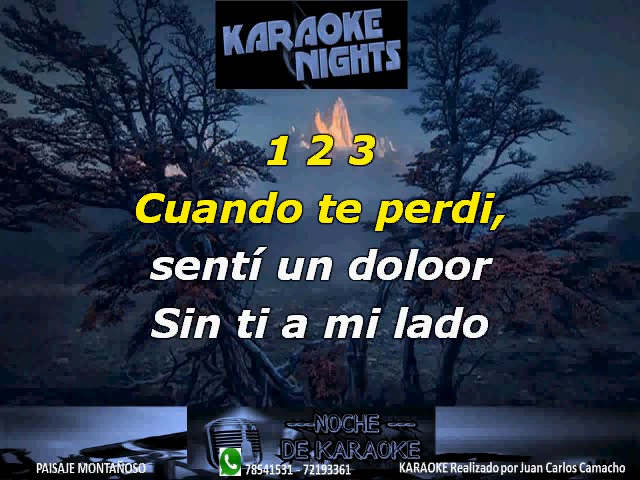 KARAOKE
NIGHTS
1 2 3
Cuando te perdi,
sentí un doloor
Sin ti a mi lado
---NOCHE---
DE KARAOKE
PAISAJE MONTAÑOSO
78541531 - 72193361
KARAOKE Realizado por Juan Carlos Camacho